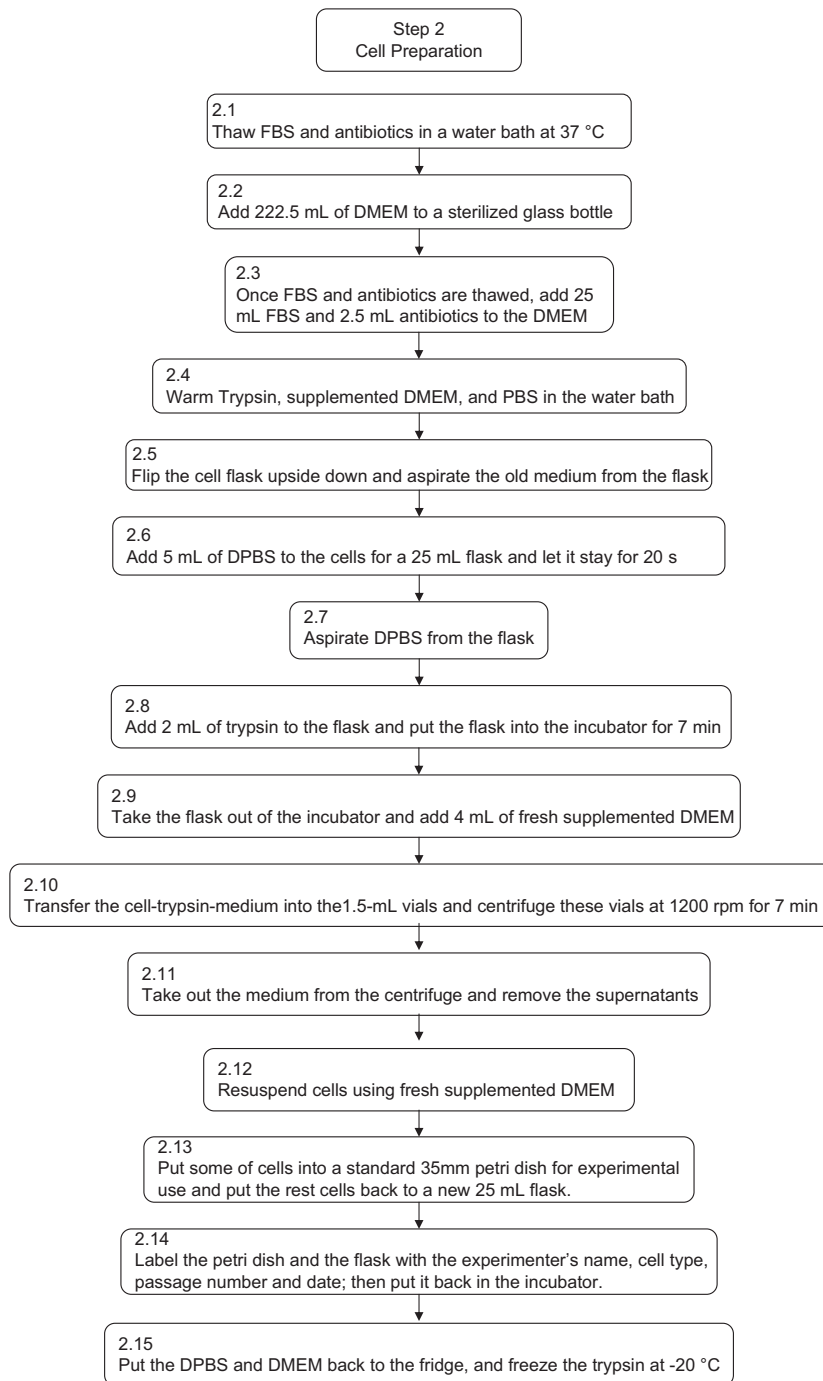 Step 2
Cell Preparation
2.1
Thaw FBS and antibiotics in a water bath at 37 °C
2.2
Add 222.5 mL of DMEM to a sterilized glass bottle
2.3
Once FBS and antibiotics are thawed, add 25
mL FBS and 2.5 mL antibiotics to the DMEM
2.4
Warm Trypsin, supplemented DMEM, and PBS in the water bath
2.5
Flip the cell flask upside down and aspirate the old medium from the flask
2.6
Add 5 mL of DPBS to the cells for a 25 mL flask and let it stay for 20 s
2.7
Aspirate DPBS from the flask
2.8
Add 2 mL of trypsin to the flask and put the flask into the incubator for 7 min
2.9
Take the flask out of the incubator and add 4 mL of fresh supplemented DMEM
2.10
Transfer the cell-trypsin-medium into the1.5-mL vials and centrifuge these vials at 1200 rpm for 7 min
2.11
Take out the medium from the centrifuge and remove the supernatants
2.12
Resuspend cells using fresh supplemented DMEM
2.13
Put some of cells into a standard 35mm petri dish for experimental
use and put the rest cells back to a new 25 mL flask.
2.14
Label the petri dish and the flask with the experimenter’s name, cell type,
passage number and date; then put it back in the incubator.
2.15
Put the DPBS and DMEM back to the fridge, and freeze the trypsin at -20 °C